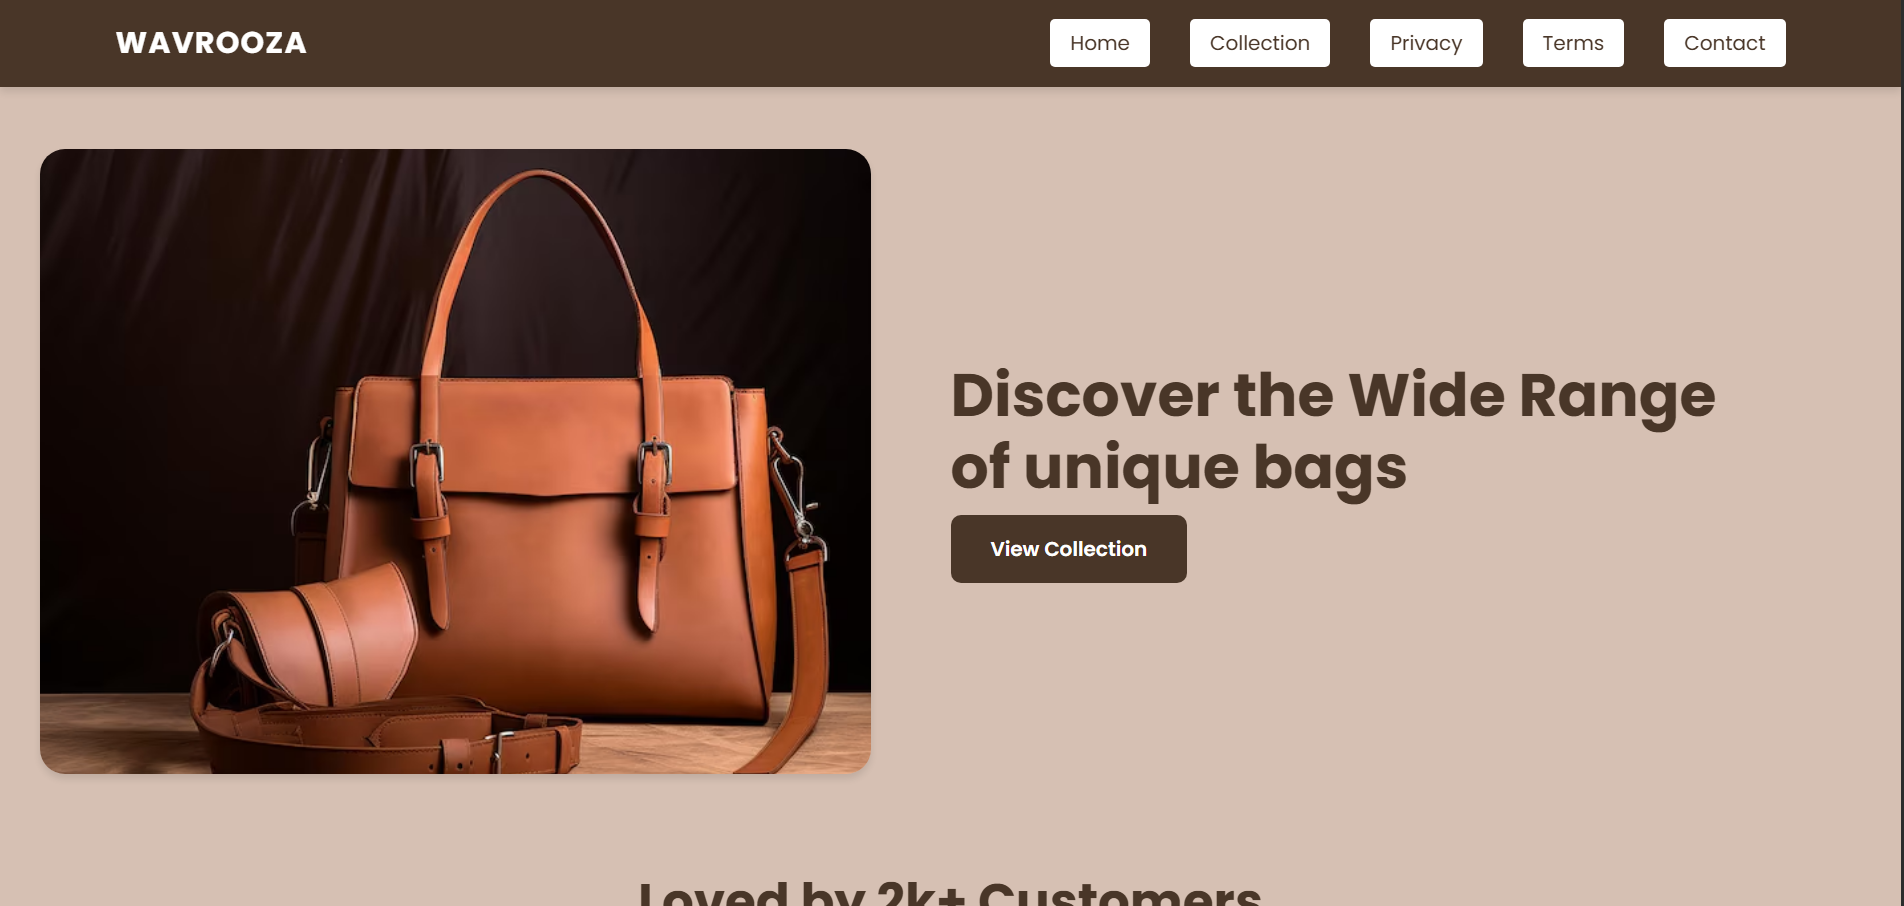 WAVROOZA
Home
Collection
Privacy
Terms
Contact
Discover the Wide Range
of unique bags
View Collection
Loved by 2k+ Customers